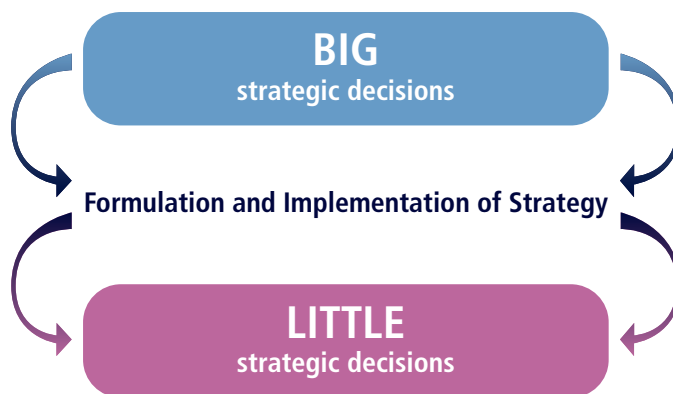 BIG
strategic decisions
Formulation and Implementation of Strategy
LITTLE
strategic decisions